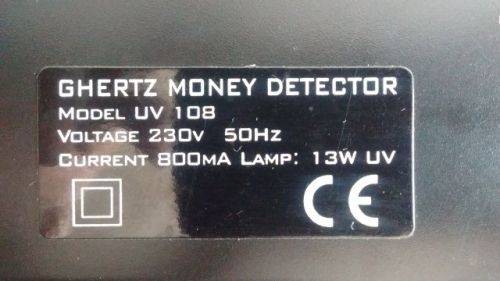 GHERTZ MONEY DETECTOR
MODEL UV 108
VOLTAGE 230V 50HZ
CURRENT 800MA LAMP: 13W UV
CE